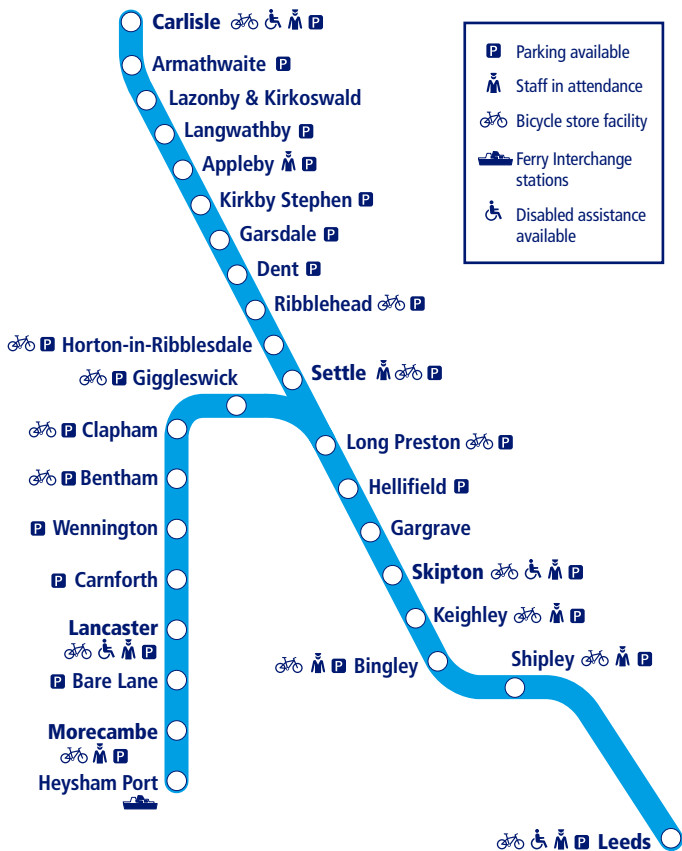 Carlisle
P
Armathwaite P
Lazonby & Kirkoswald
Langwathby P
Appleby P
Kirkby Stephen P
Garsdale P
Dent P
Ribblehead P
P Horton-in-Ribblesdale
Settle P
P Giggleswick
P Clapham
Long Preston P
P Bentham
Hellifield P
P Wennington
Gargrave
P Carnforth
Skipton P
Lancaster
P
Keighley P
P Bare Lane
P Bingley
Shipley P
Morecambe
P
Heysham Port
P Leeds
P Parking available
Staff in attendance
Bicycle store facility
Ferry Interchange
stations
Disabled assistance
available